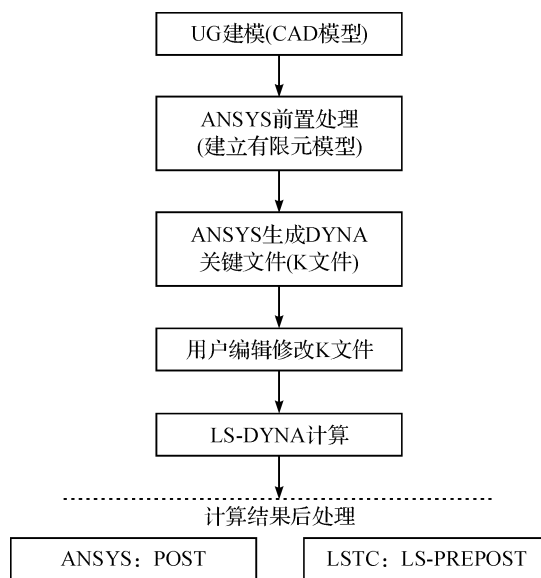 UG建模(CAD模型)
ANSYS前置处理
(建立有限元模型)
ANSYS生成DYNA
关键文件(K文件)
用户编辑修改K文件
LS-DYNA计算
计算结果后处理
ANSYS：POST
LSTC：LS-PREPOST